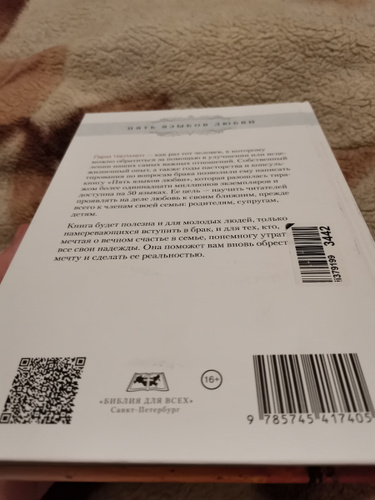 ПЯТЬ ЯЗЫКОВ ЛЮБВИ
Гэри Чепмен — как раз тот человек, к которому
можно обратиться за помощью в улучшении или исце-
лении наших самых важных отношений. Собственный
жизненный опыт, а также годы пасторства и консуль-
тирования по вопросам брака позволили ему написать
книгу «Пять языков любви», которая разошлась тира-
жом более одиннадцати миллионов экземпляров и
доступна на 50 языках. Ее цель — научить читателей
проявлять на деле любовь к своим ближним, прежде
всего к членам своей семьи: родителям, супругам,
детям.
Книга будет полезна и для молодых людей, только
намеревающихся вступить в брак, и для тех, кто,
мечтая о вечном счастье в семье, понемногу утрат
все свои надежды. Она поможет вам вновь обрест
мечту и сделать ее реальностью.
3442
16+
«БИБЛИЯ ДЛЯ ВСЕХ»
Санкт-Петербург
9 785745 417405